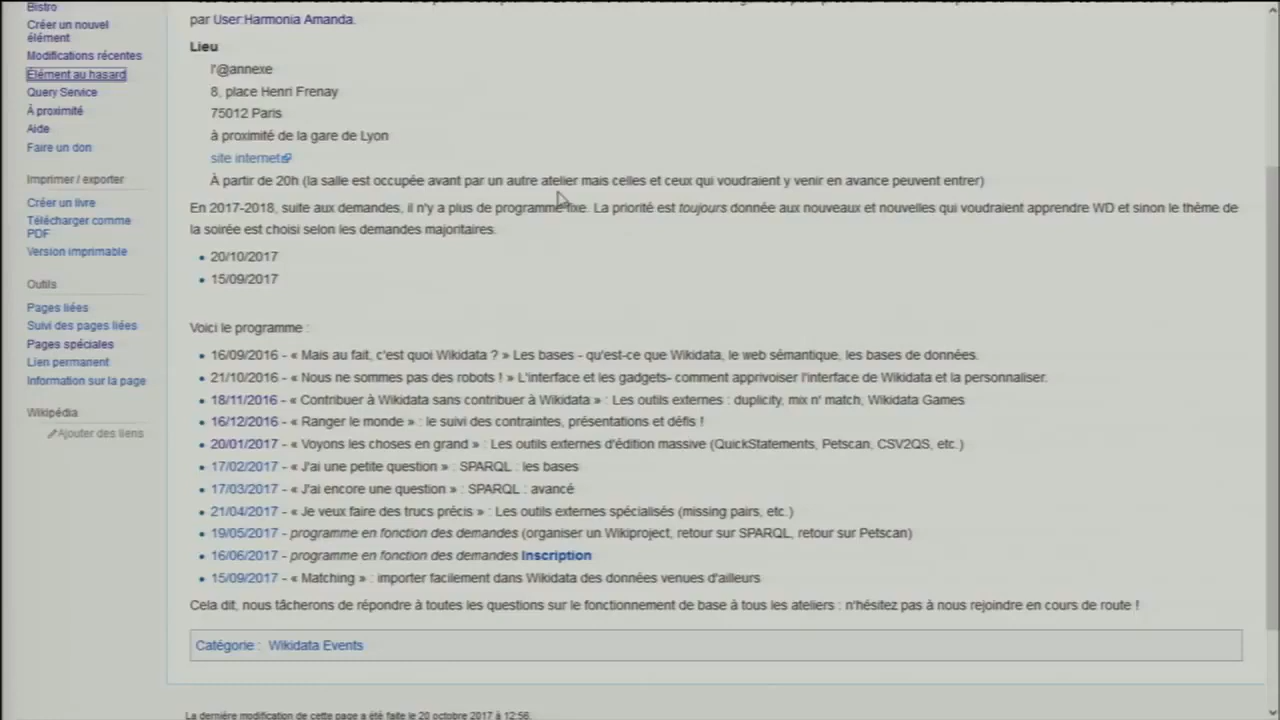 Bistro
Créer un nouvel
élément
Modifications récentes
Élément au hasard
Query Service
À proximité
Aide
Faire un don
Imprimer / exporter
Créer un livre
Télécharger comme
PDF
Version imprimable
Outils
Pages liées
Suivi des pages liées
Pages spéciales
Lien permanent
Information sur la page
Wikipédia
Ajouter des liens
par User:Harmonia Amanda.
Lieu
l'@annexe
8, place Henri Frenay
75012 Paris
à proximité de la gare de Lyon
site internet
À partir de 20h (la salle est occupée avant par un autre atelier mais celles et ceux qui voudraient y venir en avance peuvent entrer)
En 2017-2018, suite aux demandes, il n'y a plus de programme fixe. La priorité est toujours donnée aux nouveaux et nouvelles qui voudraient apprendre WD et sinon le thème de
la soirée est choisi selon les demandes majoritaires.
• 20/10/2017
• 15/09/2017
Voici le programme :
• 16/09/2016 - « Mais au fait, c'est quoi Wikidata ? » Les bases - qu'est-ce que Wikidata, le web sémantique, les bases de données.
• 21/10/2016 - « Nous ne sommes pas des robots ! » L'interface et les gadgets- comment apprivoiser l'interface de Wikidata et la personnaliser.
• 18/11/2016 - « Contribuer à Wikidata sans contribuer à Wikidata » : Les outils externes : duplicity, mix n' match, Wikidata Games
• 16/12/2016 - « Ranger le monde » : le suivi des contraintes, présentations et défis !
• 20/01/2017 - « Voyons les choses en grand » : Les outils externes d'édition massive (QuickStatements, Petscan, CSV2QS, etc.)
• 17/02/2017 - « J'ai une petite question » : SPARQL : les bases
• 17/03/2017 - « J'ai encore une question » : SPARQL : avancé
• 21/04/2017 - « Je veux faire des trucs précis » : Les outils externes spécialisés (missing pairs, etc.)
• 19/05/2017 - programme en fonction des demandes (organiser un Wikiproject, retour sur SPARQL, retour sur Petscan)
• 16/06/2017 - programme en fonction des demandes Inscription
• 15/09/2017 - « Matching » : importer facilement dans Wikidata des données venues d'ailleurs
Cela dit, nous tâcherons de répondre à toutes les questions sur le fonctionnement de base à tous les ateliers : n'hésitez pas à nous rejoindre en cours de route !
Catégorie : Wikidata Events
La dernière modification de cette page a été faite le 20 octobre 2017 à 12:56.